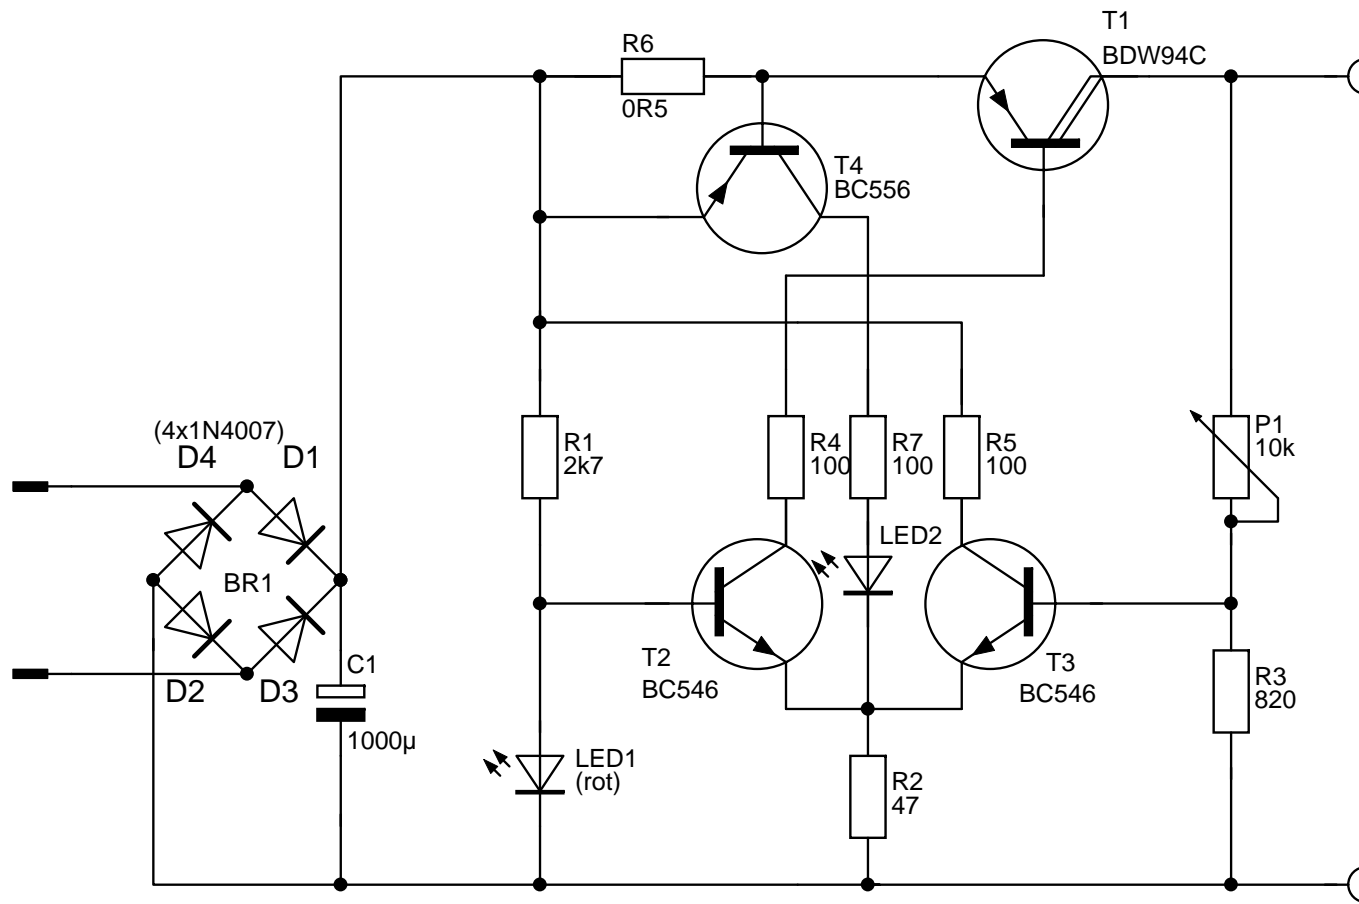 T1
BDW94C
R6
0R5
T4
BC556
(4x1N4007)
D4
D1
R1
2k7
R4
100
R7
100
R5
100
P1
10k
LED2
BR1
D2
D3
C1
1000µ
T2
BC546
T3
BC546
R3
820
LED1
(rot)
R2
47